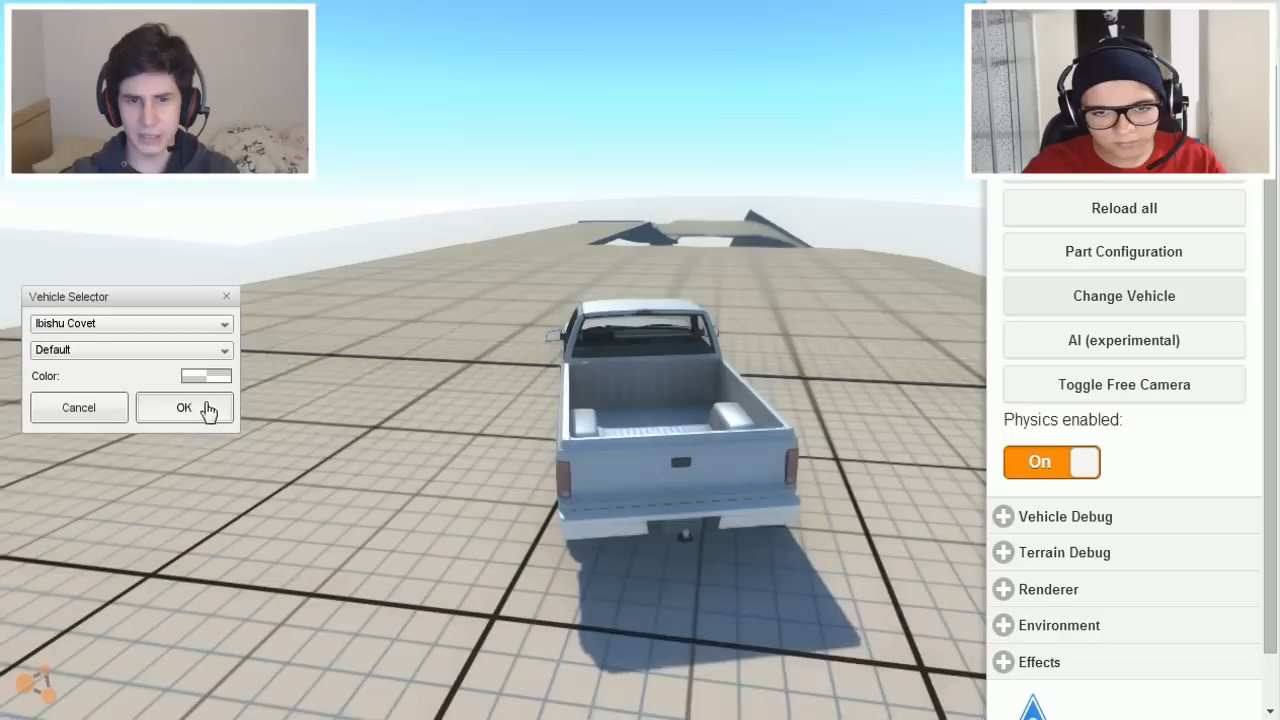 Vehicle Selector
Ibishu Covet
Default
Color:
Cancel
OK
Reload all
Part Configuration
Change Vehicle
AI (experimental)
Toggle Free Camera
Physics enabled:
On
Vehicle Debug
Terrain Debug
Renderer
Environment
Effects